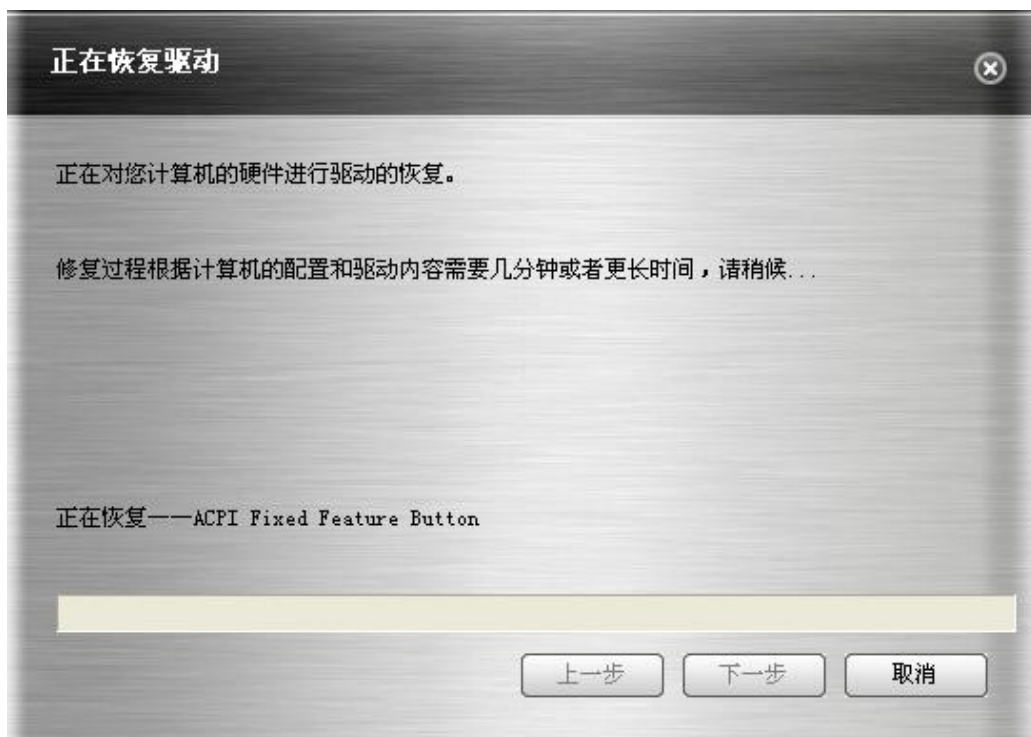 正在恢复驱动
正在对您计算机的硬件进行驱动的恢复。
修复过程根据计算机的配置和驱动内容需要几分钟或者更长时间，请稍候...
正在恢复——ACPI Fixed Feature Button
上一步 下一步 取消